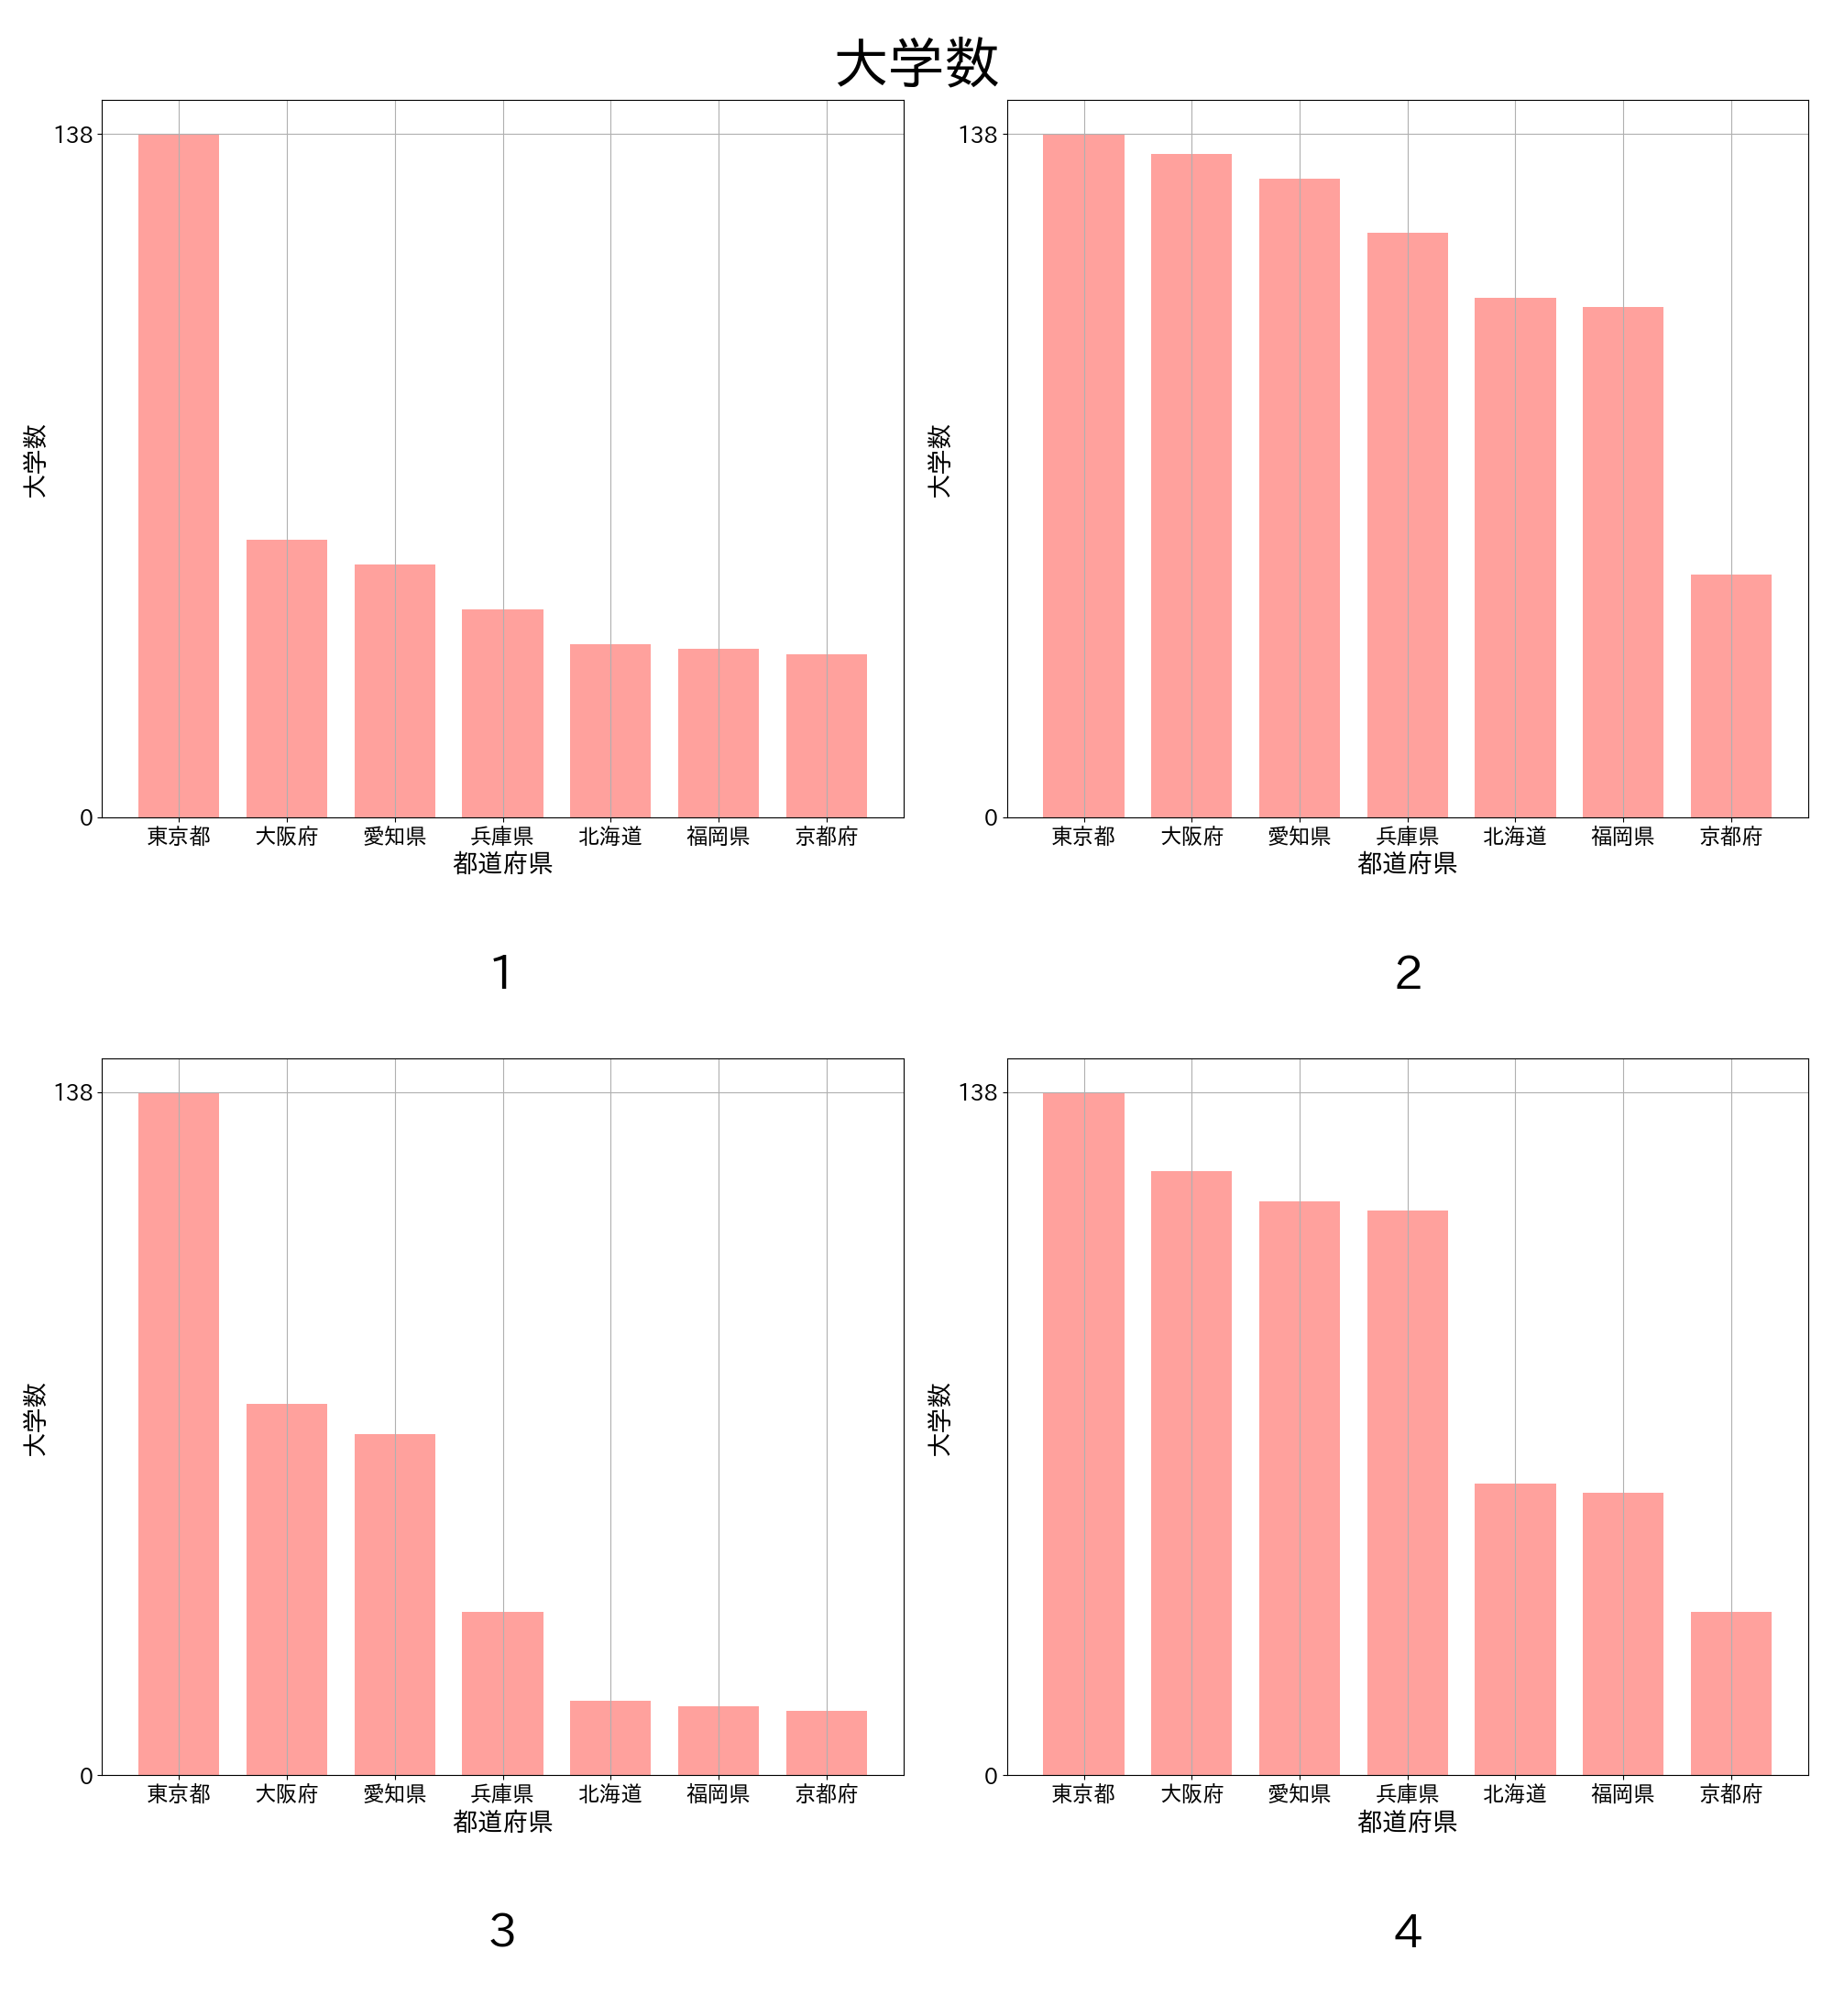 大学数
138
0
大学数
東京都 大阪府 愛知県 兵庫県 北海道 福岡県 京都府
都道府県
1
138
0
大学数
東京都 大阪府 愛知県 兵庫県 北海道 福岡県 京都府
都道府県
2
138
0
大学数
東京都 大阪府 愛知県 兵庫県 北海道 福岡県 京都府
都道府県
3
138
0
大学数
東京都 大阪府 愛知県 兵庫県 北海道 福岡県 京都府
都道府県
4